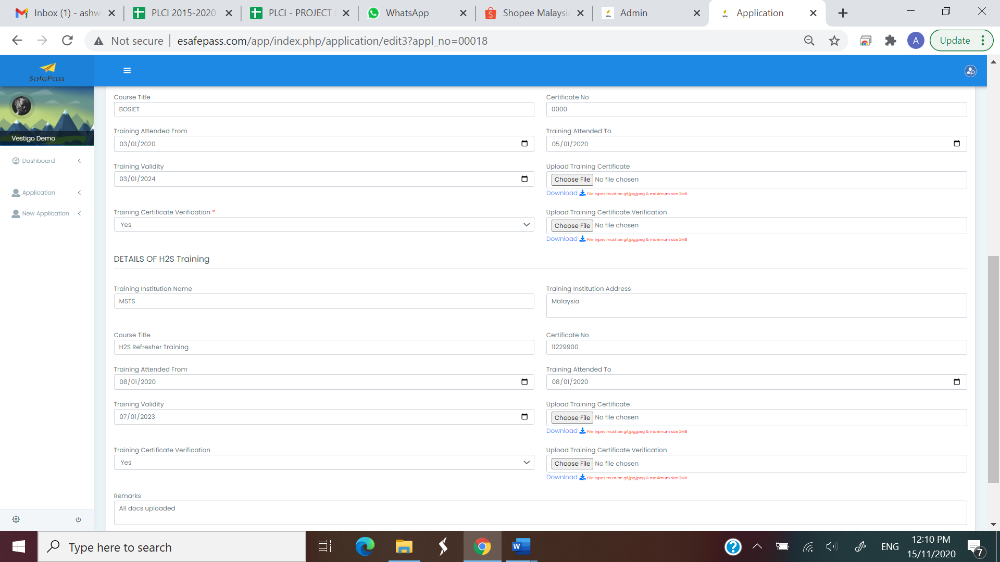 Inbox (1) - ashw
PLCI 2015-2020
PLCI - PROJECT
WhatsApp
Shopee Malaysia
Admin
Application
Not secure
esafepass.com/app/index.php/application/edit3?appl_no=00018
A
Update
SafePass
Vestigo Demo
Dashboard
Application
New Application
Course Title
Certificate No
BOSIET
0000
Training Attended From
Training Attended To
03/01/2020
05/01/2020
Training Validity
Upload Training Certificate
03/01/2024
Choose File No file chosen
Download File types must be gif,jpg,jpeg & maximum size 2MB
Training Certificate Verification *
Upload Training Certificate Verification
Yes
Choose File No file chosen
Download File types must be gif,jpg,jpeg & maximum size 2MB
DETAILS OF H2S Training
Training Institution Name
Training Institution Address
MSTS
Malaysia
Course Title
Certificate No
H2S Refresher Training
11229900
Training Attended From
Training Attended To
08/01/2020
08/01/2020
Training Validity
Upload Training Certificate
07/01/2023
Choose File No file chosen
Download File types must be gif,jpg,jpeg & maximum size 2MB
Training Certificate Verification
Upload Training Certificate Verification
Yes
Choose File No file chosen
Download File types must be gif,jpg,jpeg & maximum size 2MB
Remarks
All docs uploaded
Type here to search
W
ENG
12:10 PM
15/11/2020
7